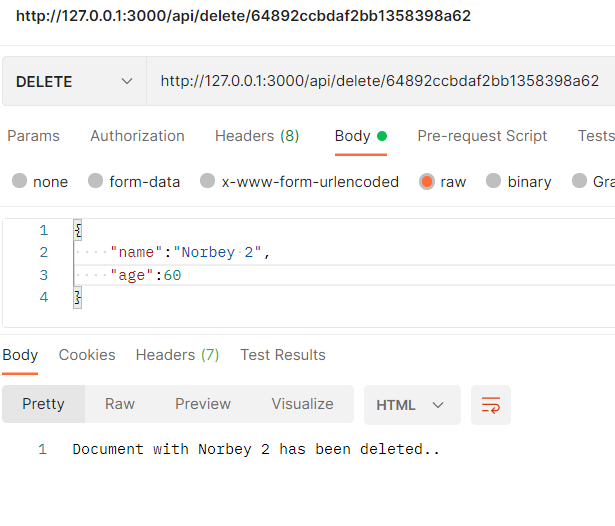 http://127.0.0.1:3000/api/delete/64892ccbdaf2bb1358398a62
DELETE http://127.0.0.1:3000/api/delete/64892ccbdaf2bb1358398a62
Params Authorization Headers (8) Body Pre-request Script Tests
none form-data x-www-form-urlencoded raw binary Gra
1 {
2 "name":"Norbey 2",
3 "age":60
4 }
Body Cookies Headers (7) Test Results
Pretty Raw Preview Visualize HTML
1 Document with Norbey 2 has been deleted..